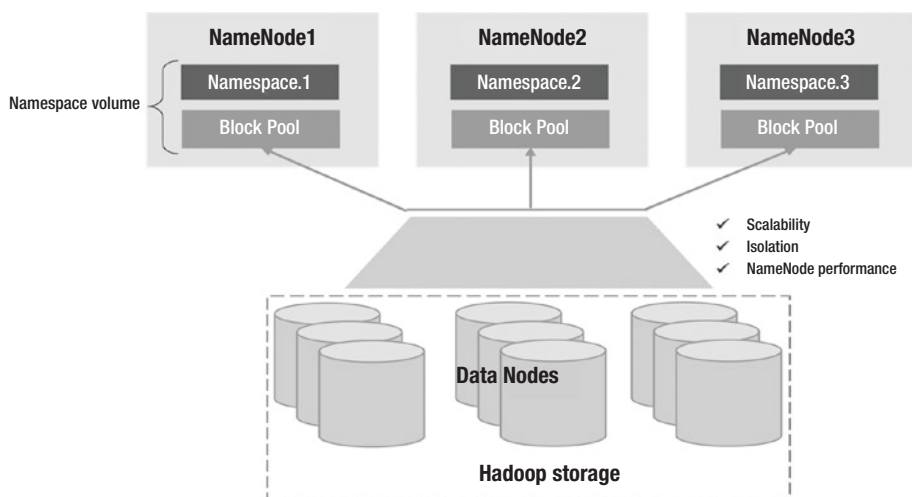 NameNode1
NameNode2
NameNode3
Namespace.1
Namespace.2
Namespace.3
Namespace volume
Block Pool
Block Pool
Block Pool
✓ Scalability
✓ Isolation
✓ NameNode performance
Data Nodes
Hadoop storage